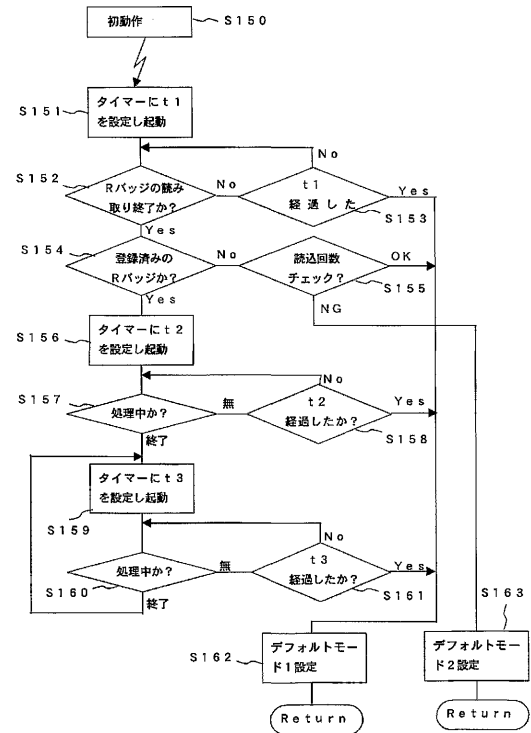 初動作
S150
タイマーにt1
を設定し起動
S151
No
S152
Rバッジの読み
取り終了か?
No
t1
経過した
Yes
S153
Yes
S154
登録済みの
Rバッジか?
No
読込回数
チェック?
OK
S155
Yes
NG
S156
タイマーにt2
を設定し起動
No
S157
処理中か?
無
t2
経過したか?
Yes
S158
終了
タイマーにt3
を設定し起動
S159
No
処理中か?
無
t3
経過したか?
Yes
S160
終了
S161
S163
S162
デフォルトモー
ド1設定
デフォルトモー
ド2設定
Return
Return